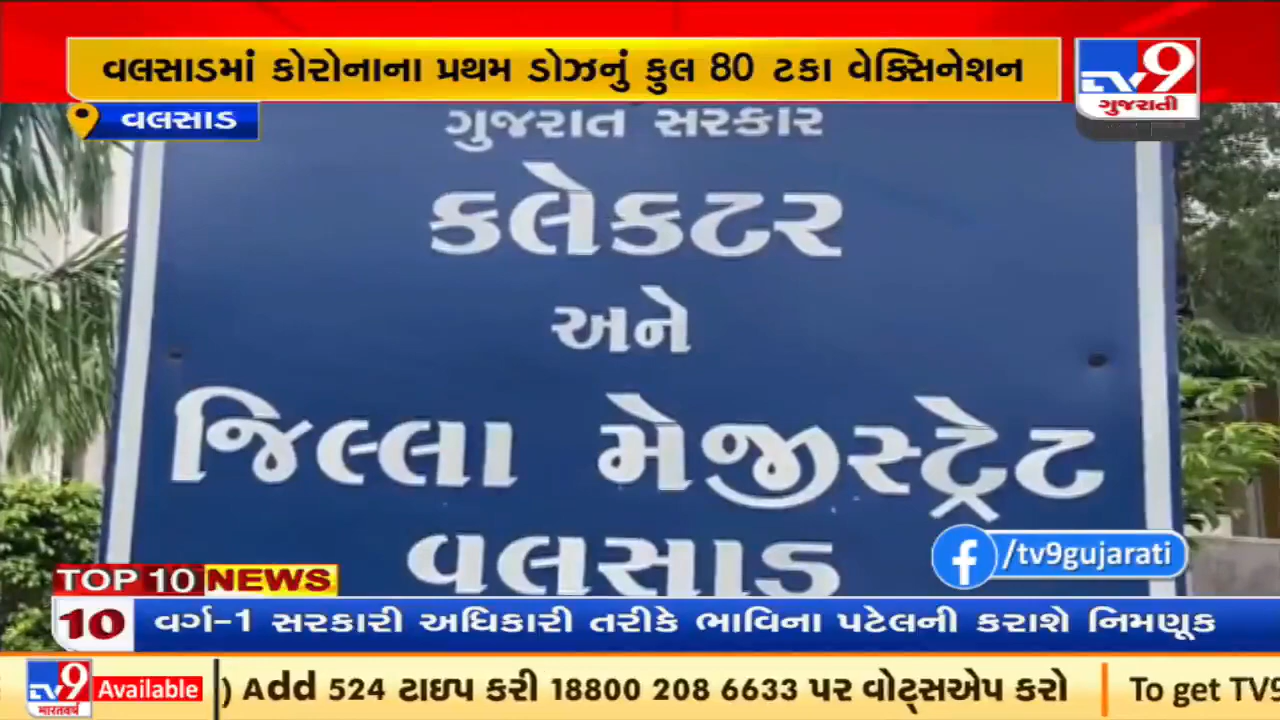 વલસાડમાં કોરોનાના પ્રથમ ડોઝનું કુલ 80 ટકા વેક્સિનેશન
TV9
ગુજરાતી
વલસાડ
ગુજરાત સરકાર
કલેકટર
અને
જિલ્લા મેજીસ્ટ્રેટ
વલસાડ
/tv9gujarati
TOP 10 NEWS
10 વર્ગ-1 સરકારી અધિકારી તરીકે ભાવિના પટેલની કરાશે નિમણૂક
TV9
भारतवर्ष
Available
) Add 524 ટાઇપ કરી 18800 208 6633 પર વોટ્સએપ કરો
To get TV9